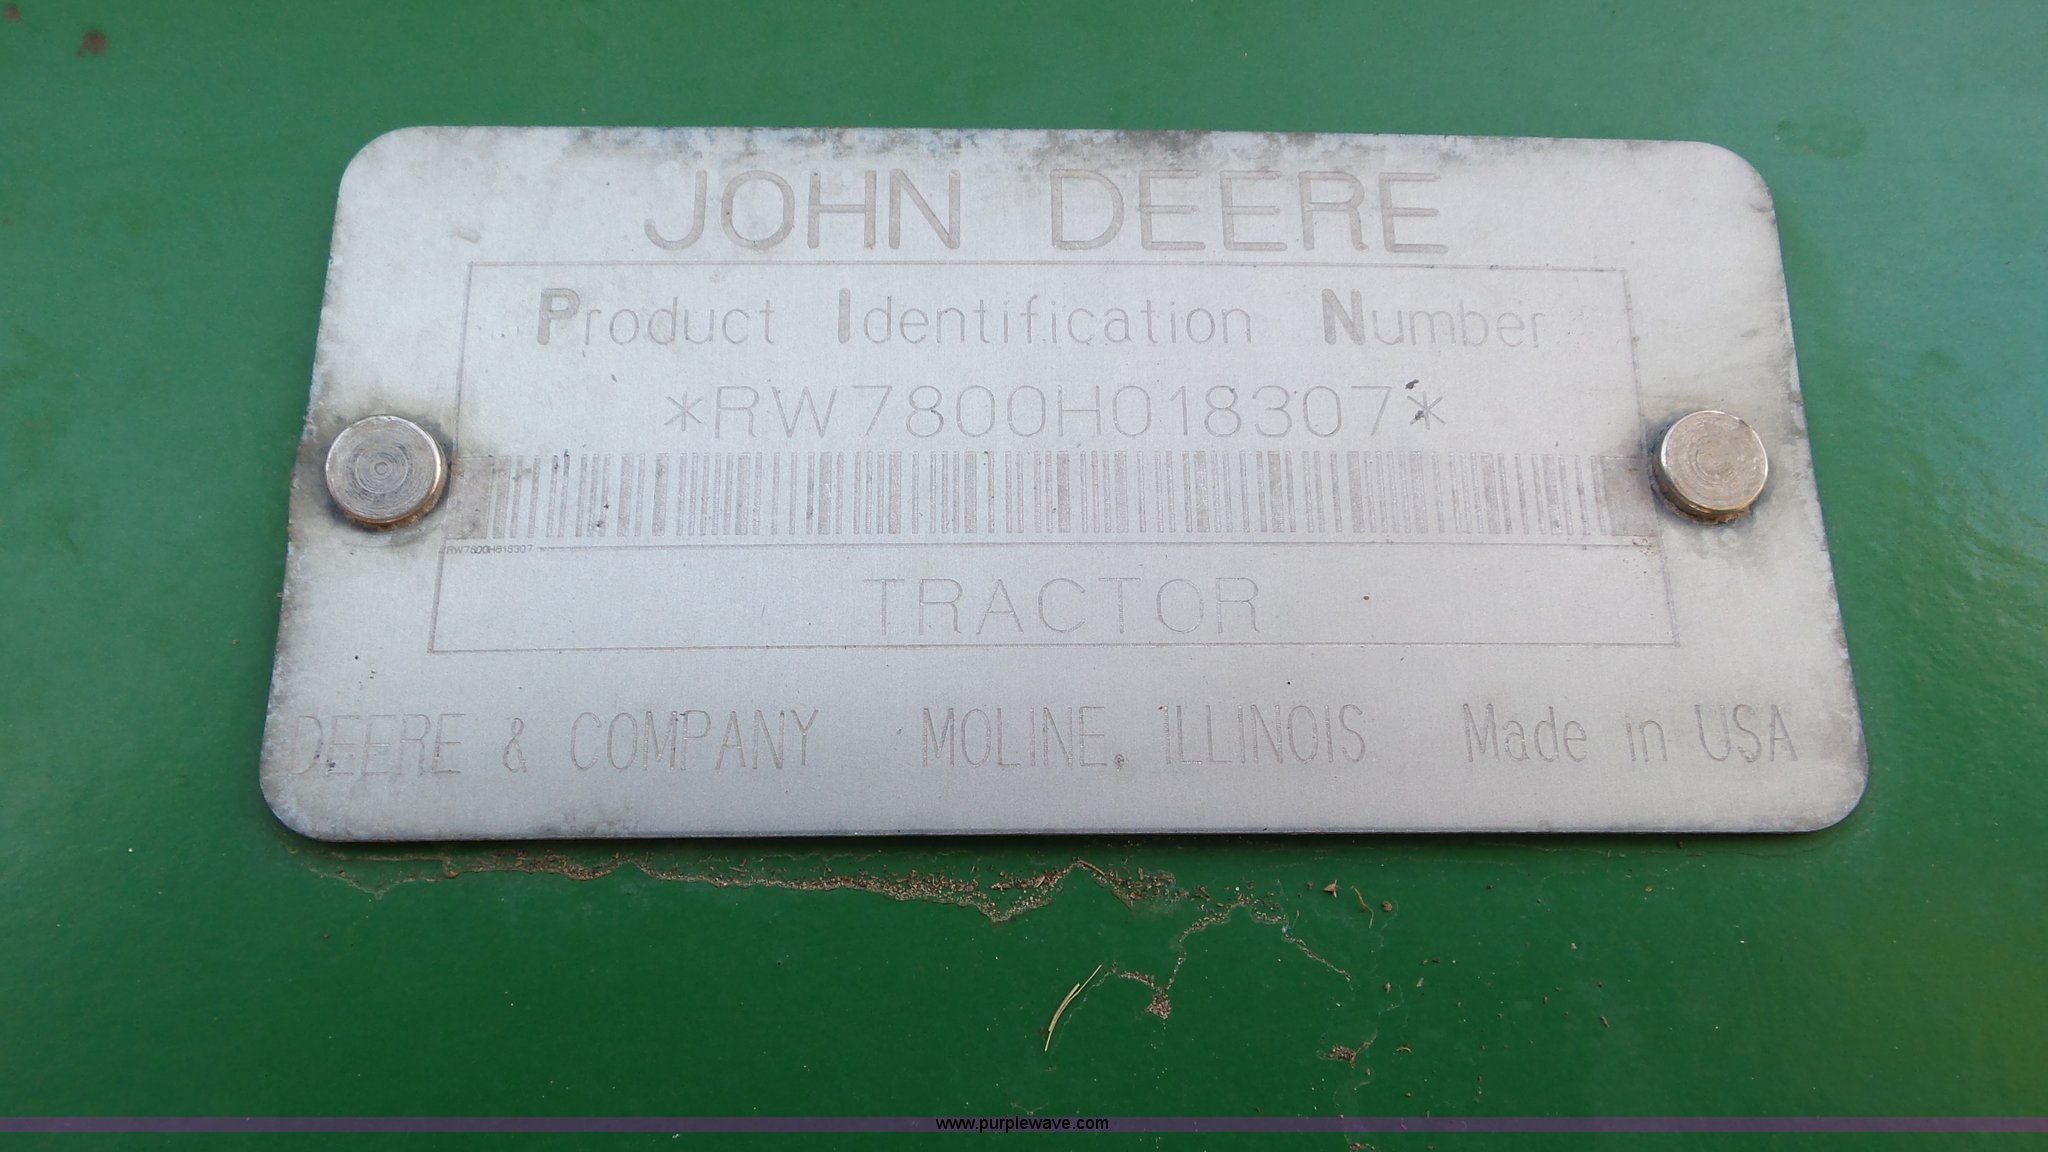 JOHN DEERE
Product Identification Number
*RW7800H018307*
RW7800H018307
TRACTOR
DEERE & COMPANY MOLINE, ILLINOIS Made in USA
www.purplewave.com